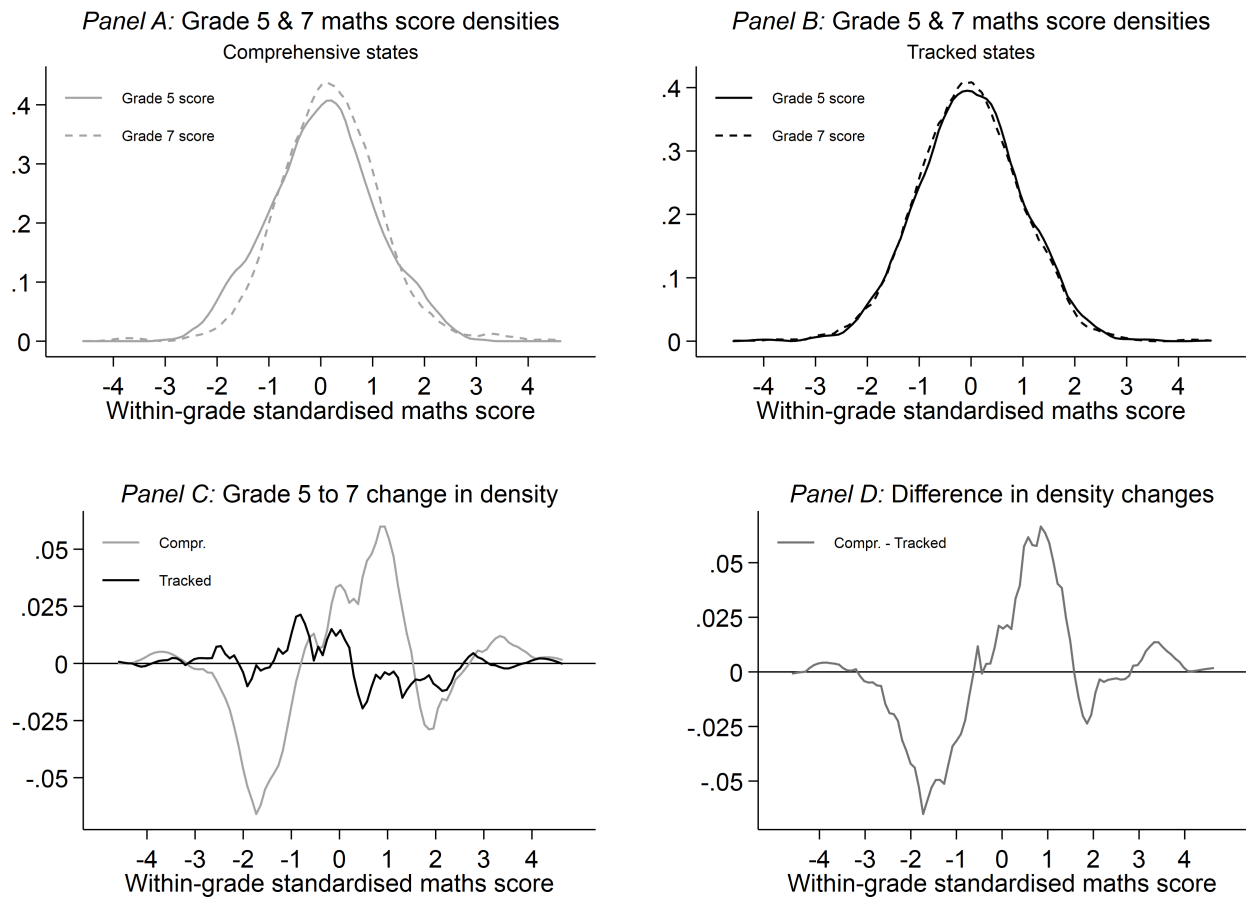 Panel A: Grade 5 & 7 maths score densities
Comprehensive states
Grade 5 score
Grade 7 score
.4
.3
.2
.1
0
-4 -3 -2 -1 0 1 2 3 4
Within-grade standardised maths score
Panel B: Grade 5 & 7 maths score densities
Tracked states
Grade 5 score
Grade 7 score
.4
.3
.2
.1
0
-4 -3 -2 -1 0 1 2 3 4
Within-grade standardised maths score
Panel C: Grade 5 to 7 change in density
Compr.
Tracked
.05
.025
0
-.025
-.05
-4 -3 -2 -1 0 1 2 3 4
Within-grade standardised maths score
Panel D: Difference in density changes
Compr. - Tracked
.05
.025
0
-.025
-.05
-4 -3 -2 -1 0 1 2 3 4
Within-grade standardised maths score